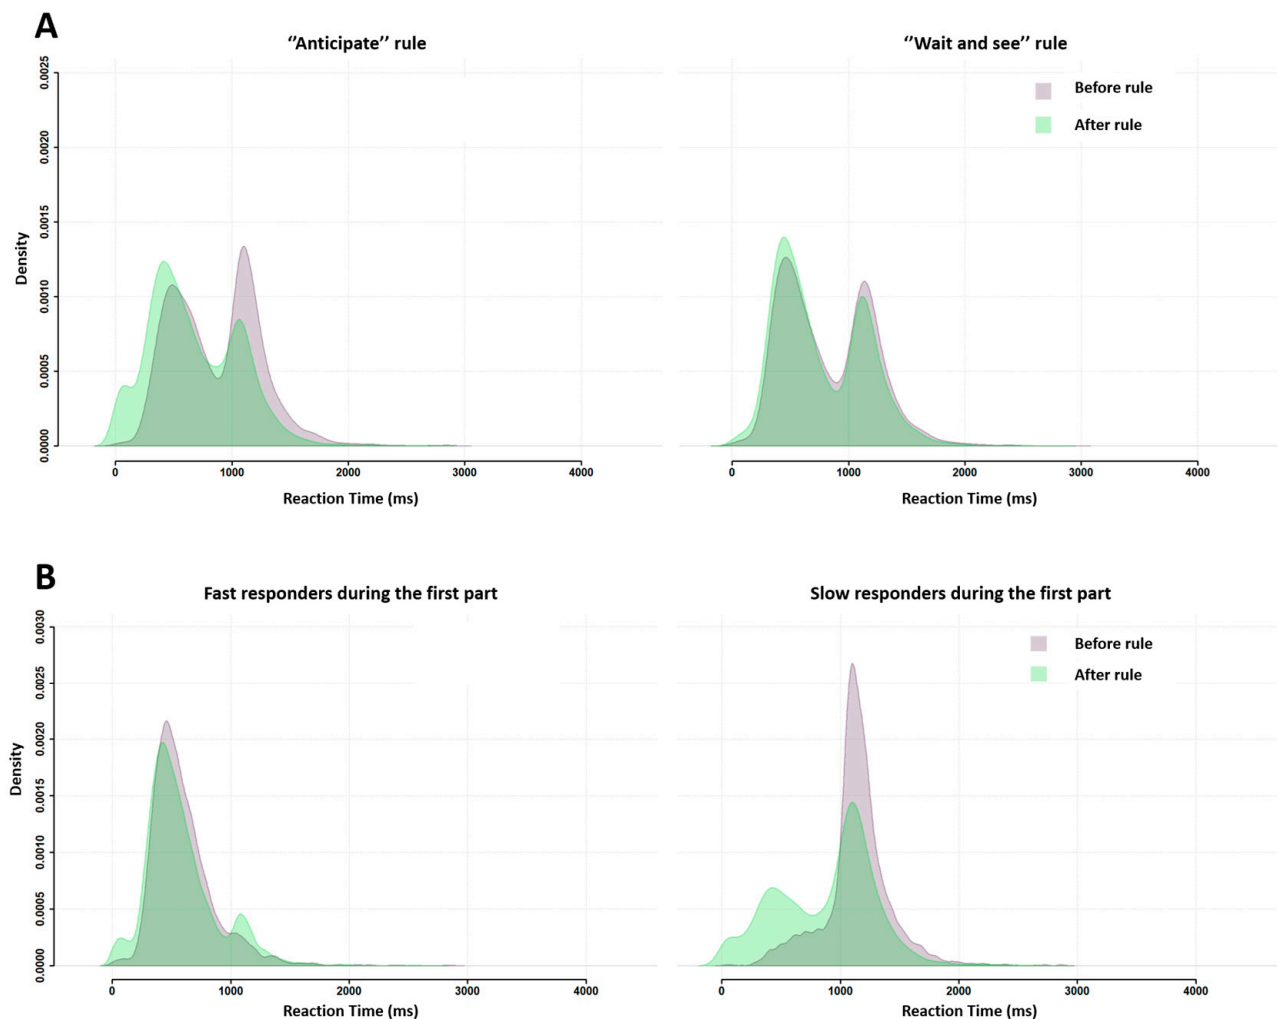 A
‘’Anticipate’’ rule
‘’Wait and see’’ rule
Before rule
After rule
Density
0.0025
0.0020
0.0015
0.0010
0.0005
0.0000
0 1000 2000 3000 4000
0 1000 2000 3000 4000
Reaction Time (ms)
Reaction Time (ms)
B
Fast responders during the first part
Slow responders during the first part
Before rule
After rule
Density
0.0030
0.0025
0.0020
0.0015
0.0010
0.0005
0.0000
0 1000 2000 3000 4000
0 1000 2000 3000 4000
Reaction Time (ms)
Reaction Time (ms)